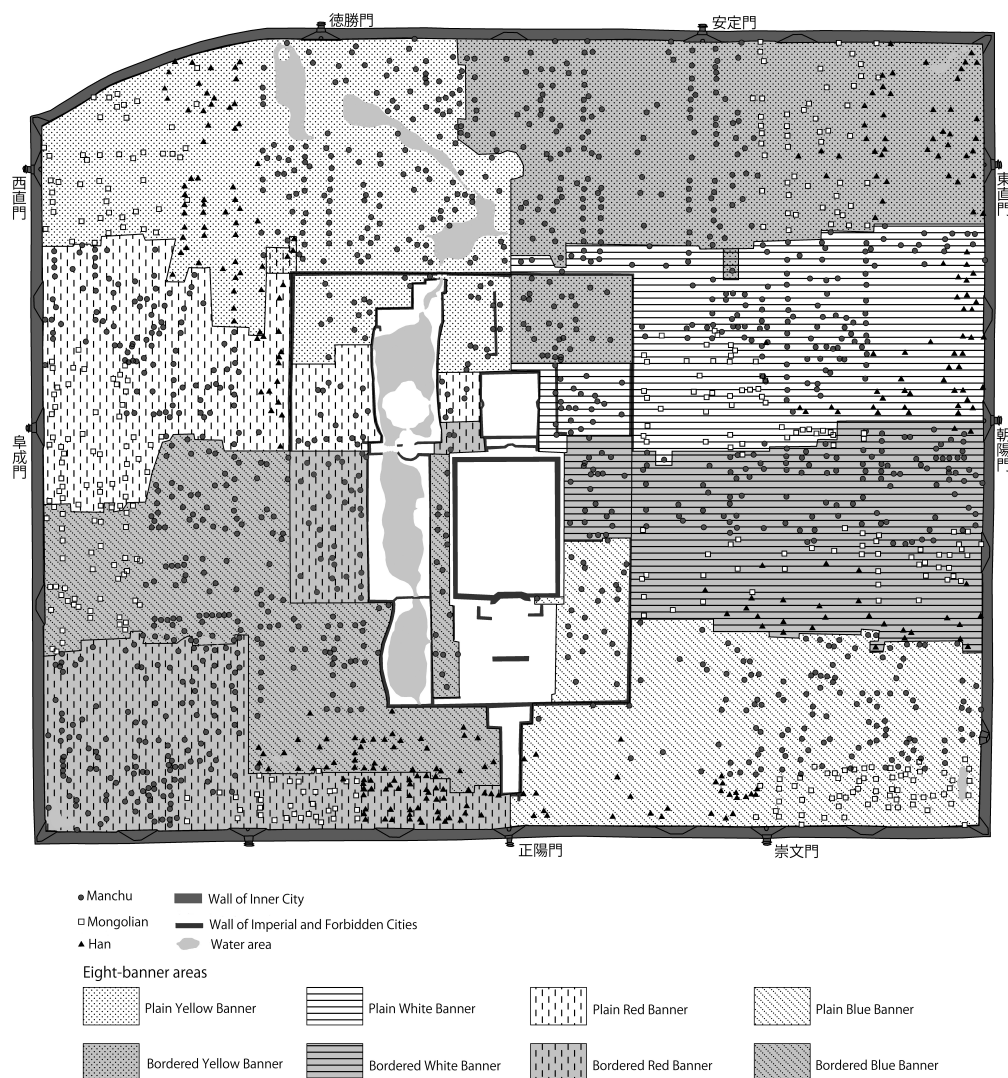 徳勝門
安定門
西直門
東直門
阜成門
朝陽門
正陽門
崇文門
Manchu
Wall of Inner City
Mongolian
Wall of Imperial and Forbidden Cities
Han
Water area
Eight-banner areas
Plain Yellow Banner
Plain White Banner
Plain Red Banner
Plain Blue Banner
Bordered Yellow Banner
Bordered White Banner
Bordered Red Banner
Bordered Blue Banner